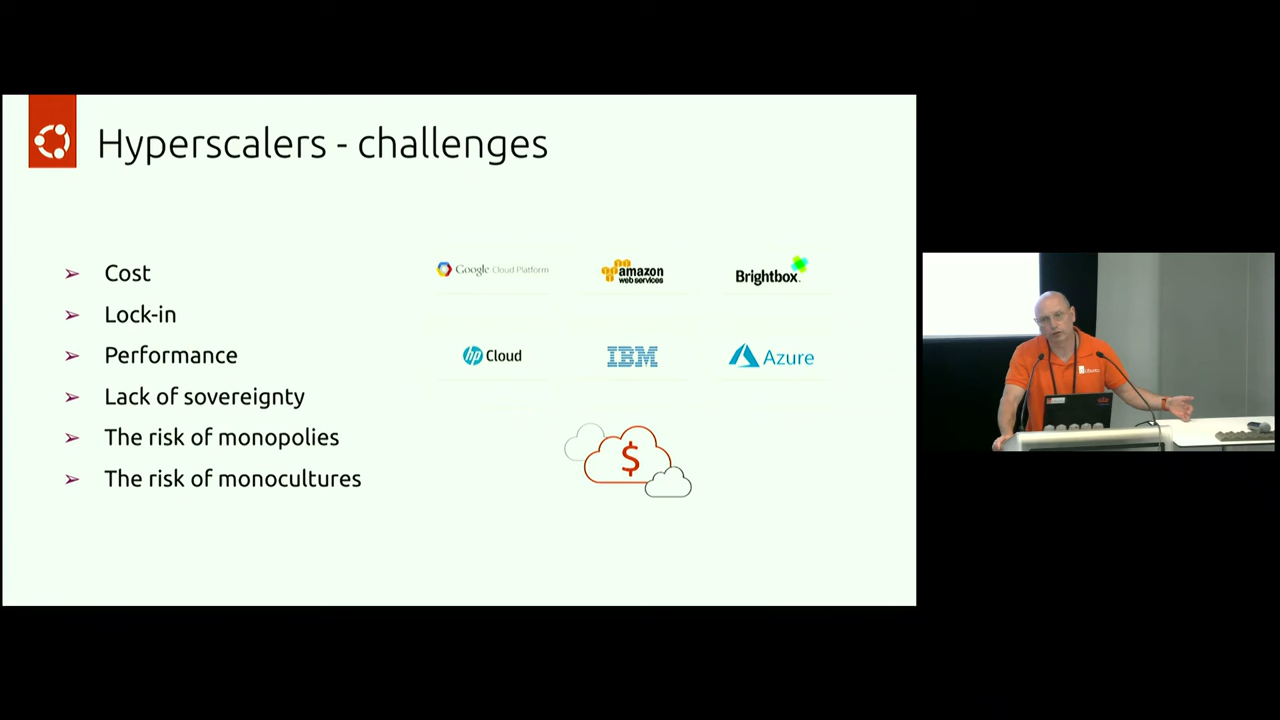 Hyperscalers - challenges
➢ Cost
➢ Lock-in
➢ Performance
➢ Lack of sovereignty
➢ The risk of monopolies
➢ The risk of monocultures
Google Cloud Platform
amazon
web services
Brightbox
hp Cloud
IBM
Azure
$